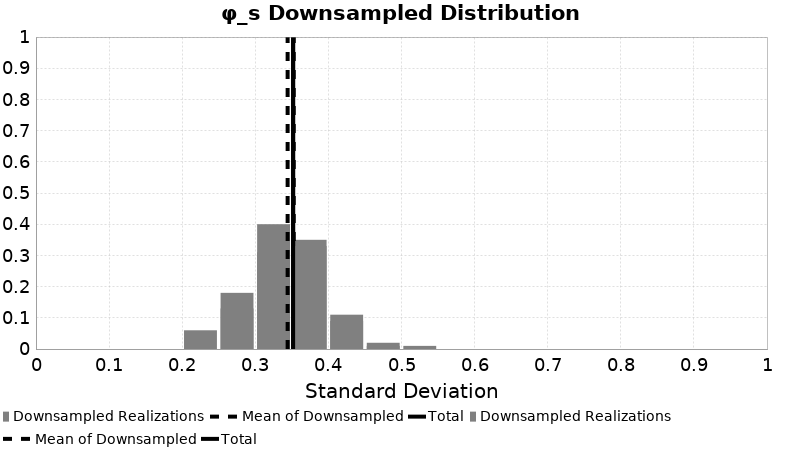 φ_s Downsampled Distribution
1
0.9
0.8
0.7
0.6
0.5
0.4
0.3
0.2
0.1
0
0 0.1 0.2 0.3 0.4 0.5 0.6 0.7 0.8 0.9 1
Standard Deviation
Downsampled Realizations Mean of Downsampled Total Downsampled Realizations
Mean of Downsampled Total